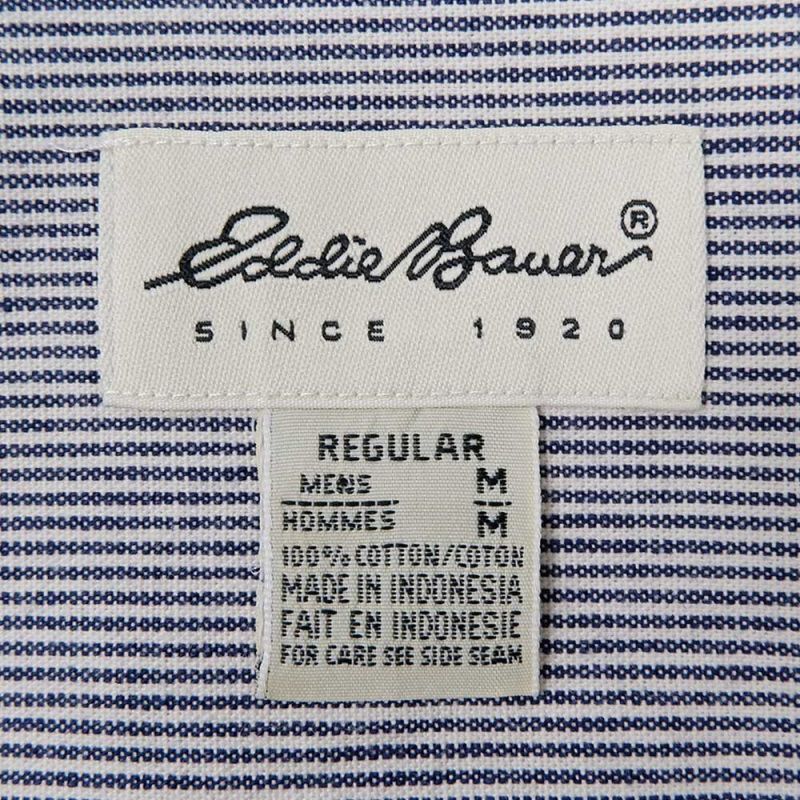 Eddie Bauer ®
SINCE 1920
REGULAR
MENS M
HOMMES M
100% COTTON/COTON
MADE IN INDONESIA
FAIT EN INDONESIE
FOR CARE SEE SIDE SEAM